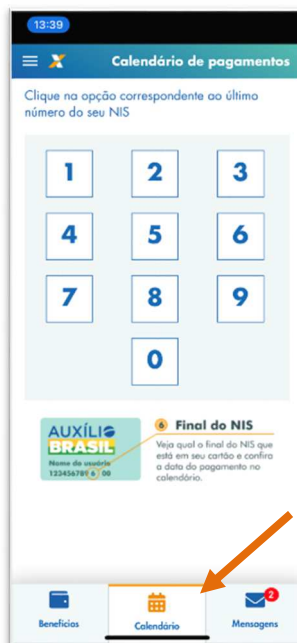 13:39
Calendário de pagamentos
Clique na opção correspondente ao último
número do seu NIS
1 2 3
4 5 6
7 8 9
0
AUXÍLIO
BRASIL
Nome do usuário
123456789 6 00
6 Final do NIS
Veja qual o final do NIS que
está em seu cartão e confira
a data do pagamento no
calendário.
2
Benefícios Calendário Mensagens